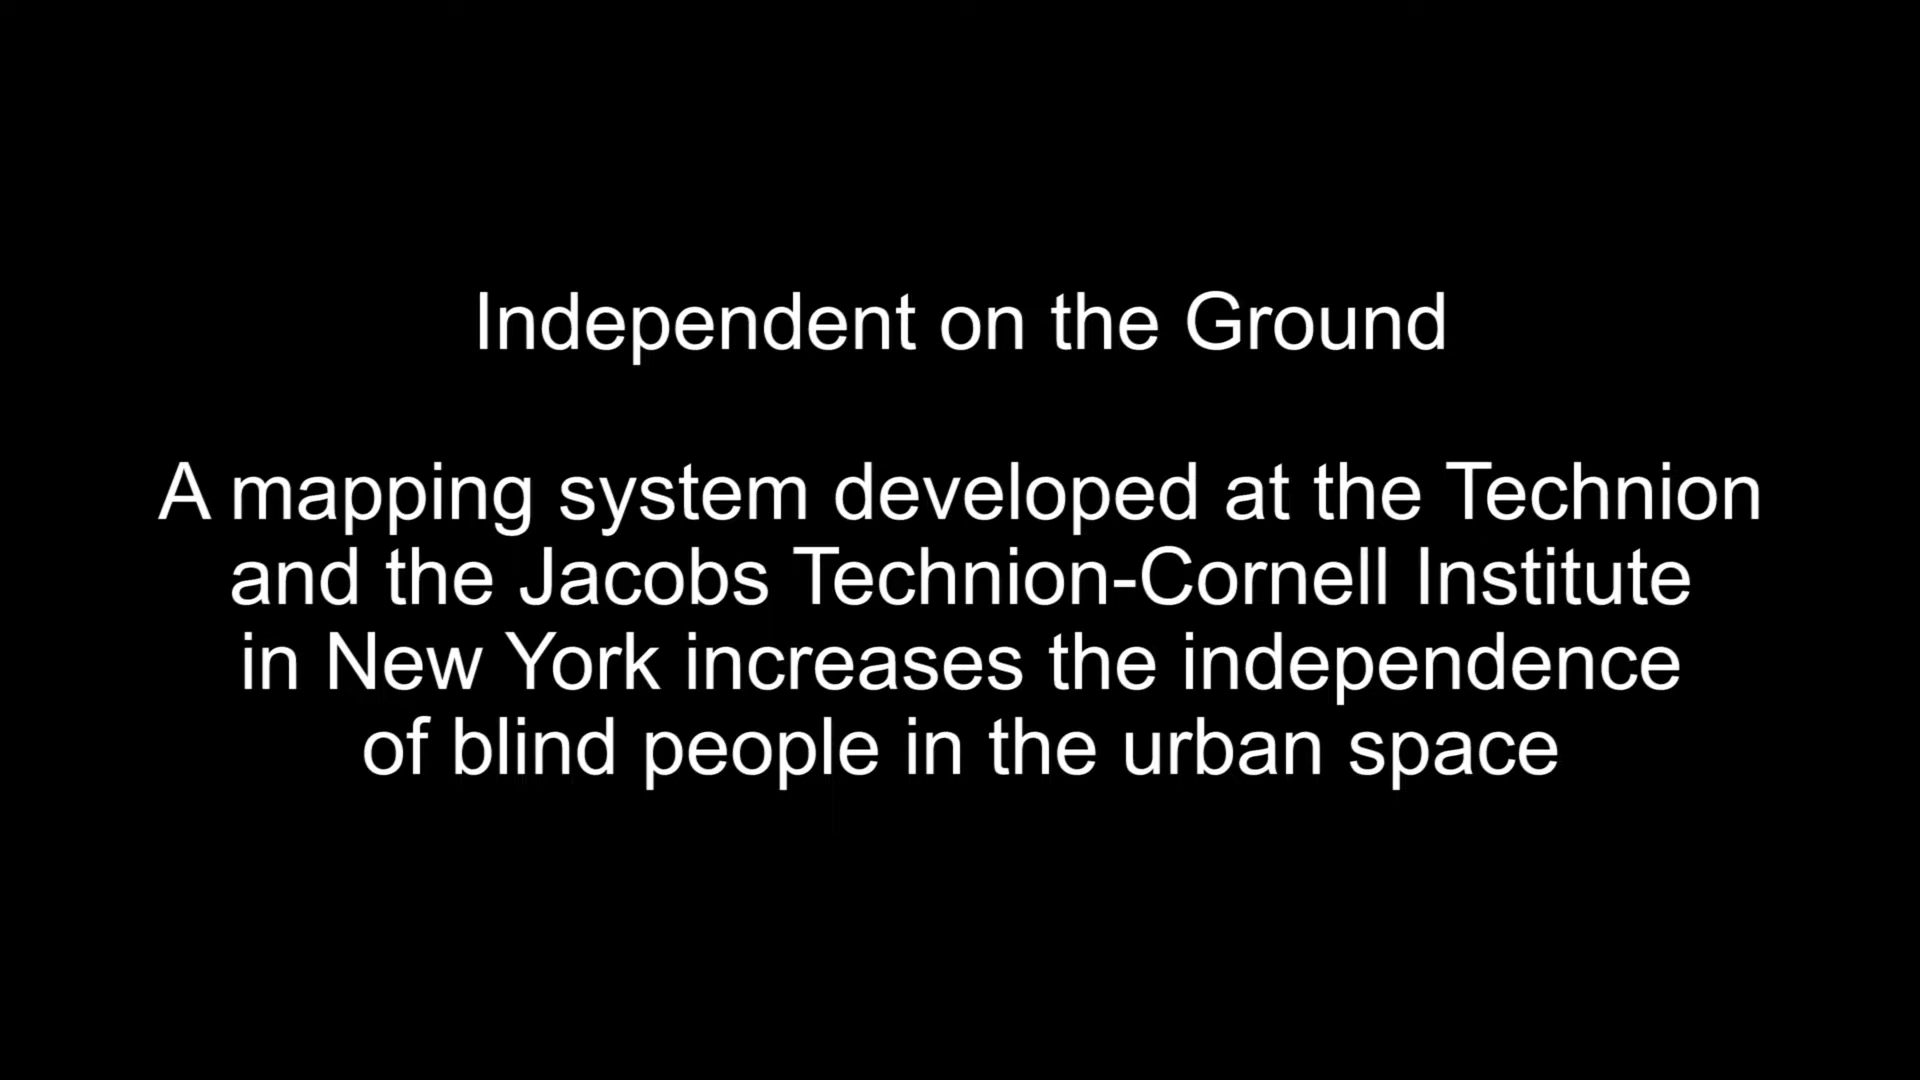 Independent on the Ground
A mapping system developed at the Technion
and the Jacobs Technion-Cornell Institute
in New York increases the independence
of blind people in the urban space